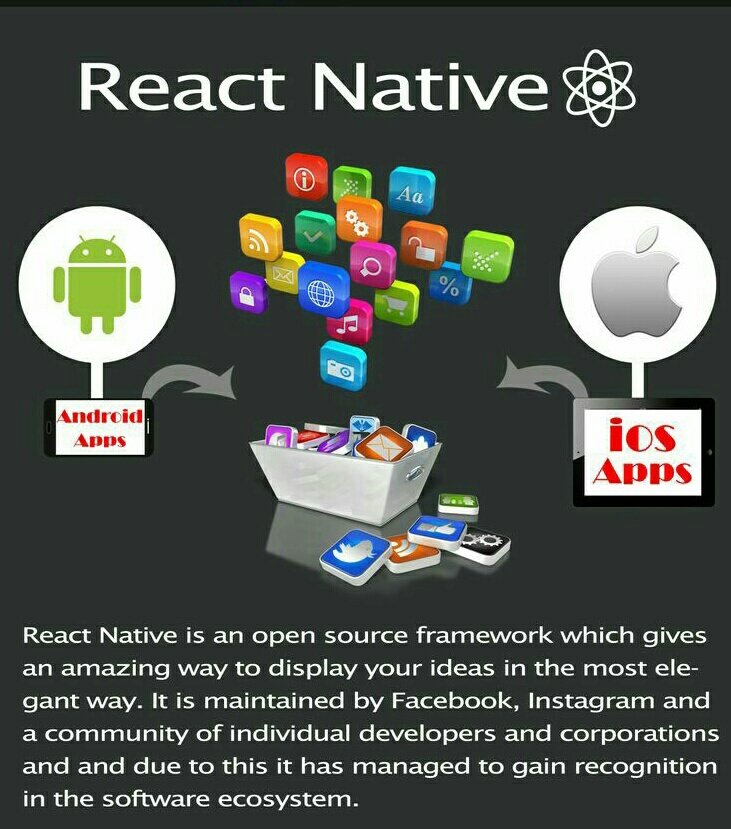 React Native
Aa
%
Android
Apps
ios
Apps
React Native is an open source framework which gives
an amazing way to display your ideas in the most ele-
gant way. It is maintained by Facebook, Instagram and
a community of individual developers and corporations
and and due to this it has managed to gain recognition
in the software ecosystem.